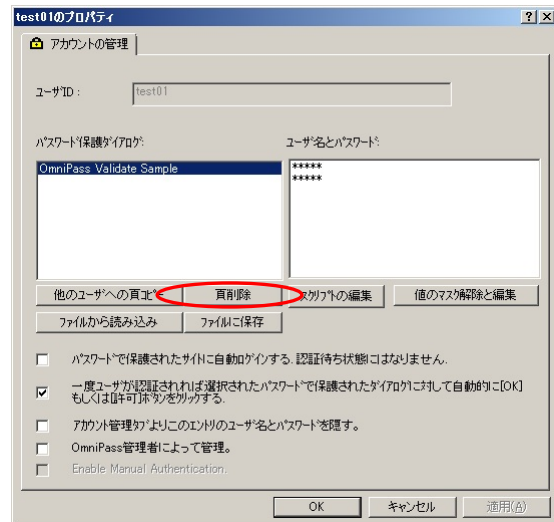 test01のプロパティ
アカウントの管理
ユーザID :
test01
パスワード保護ダイアログ:
ユーザ名とパスワード:
OmniPass Validate Sample
*****
*****
他のユーザへの頁コピー
頁削除
スクリプトの編集
値のマスク解除と編集
ファイルから読み込み
ファイルに保存
パスワードで保護されたサイトに自動ログインする. 認証待ち状態にはなりません.
一度ユーザが認証されれば選択されたパスワードで保護されたダイアログに対して自動的に[OK]
もしくは[許可]ボタンをクリックする.
アカウント管理タブよりこのエントリのユーザ名とパスワードを隠す。
OmniPass管理者によって管理。
Enable Manual Authentication.
OK
キャンセル
適用(A)